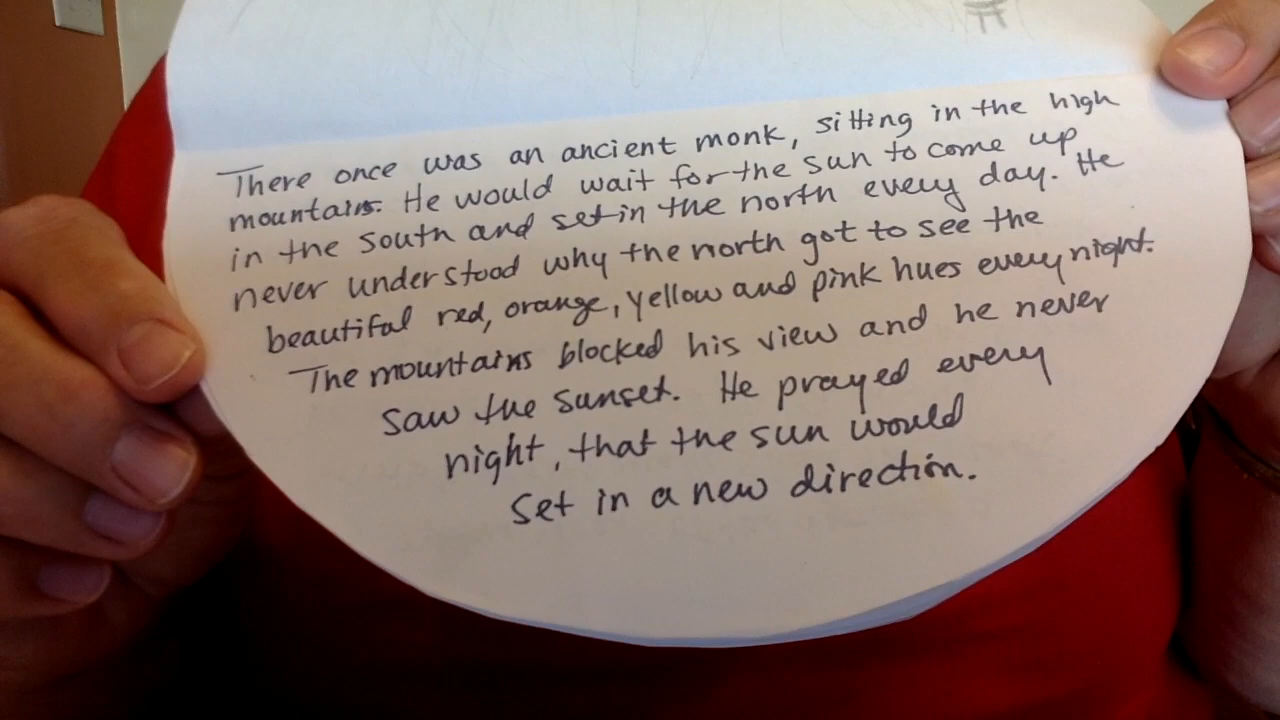 There once was an ancient monk, sitting in the high
mountains. He would wait for the sun to come up
in the south and set in the north every day. He
never understood why the north got to see the
beautiful red, orange, yellow and pink hues every night.
The mountains blocked his view and he never
saw the sunset. He prayed every
night, that the sun would
set in a new direction.